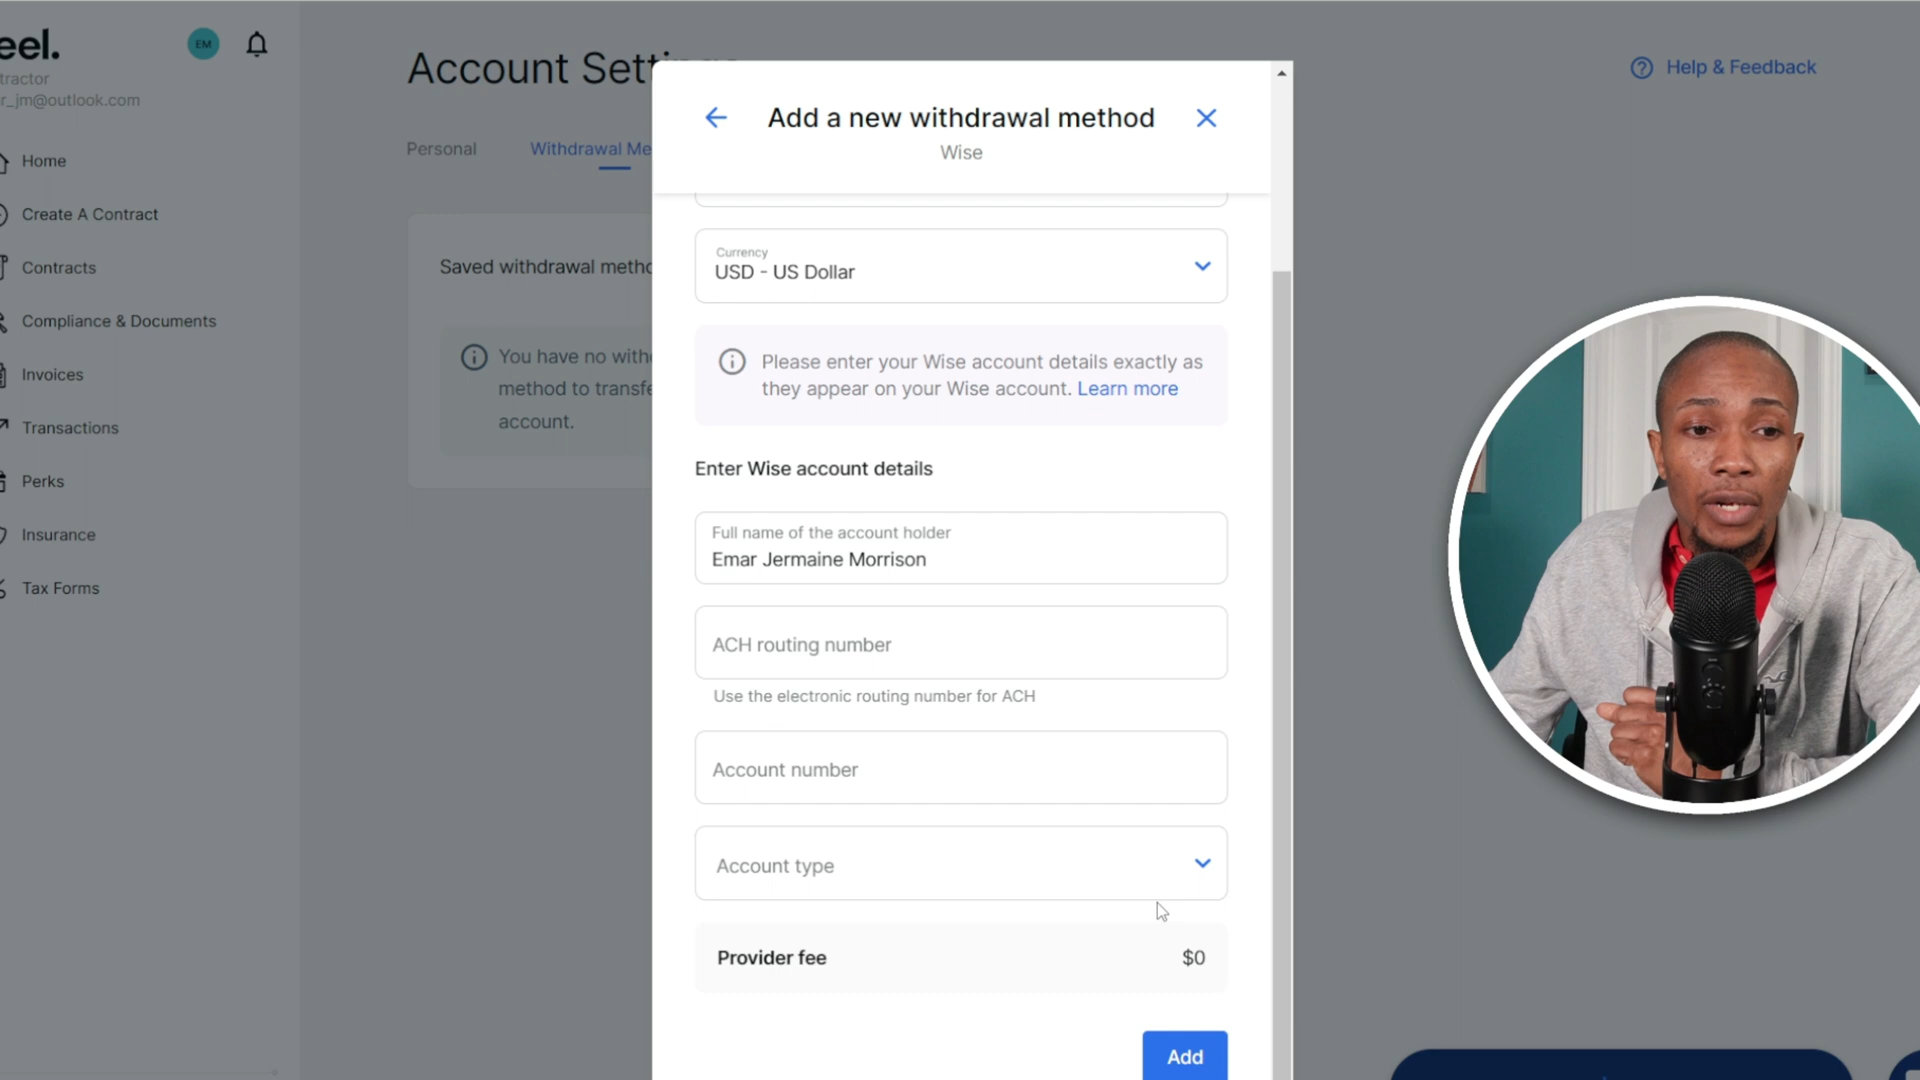 eel.
EM
tractor
r_jm@outlook.com
Home
Create A Contract
Contracts
Compliance & Documents
Invoices
Transactions
Perks
Insurance
Tax Forms
Account Sett
Help & Feedback
Personal
Withdrawal Me
Saved withdrawal metho
You have no with
method to transfe
account.
Add a new withdrawal method
Wise
Currency
USD - US Dollar
Please enter your Wise account details exactly as
they appear on your Wise account. Learn more
Enter Wise account details
Full name of the account holder
Emar Jermaine Morrison
ACH routing number
Use the electronic routing number for ACH
Account number
Account type
Provider fee
$0
Add